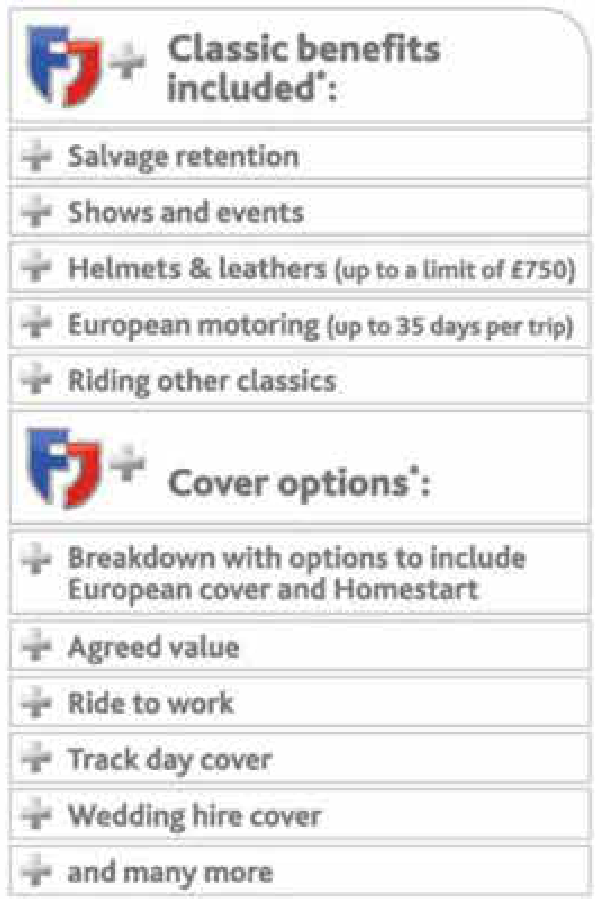 Classic benefits
included*:
Salvage retention
Shows and events
Helmets & leathers (up to a limit of £750)
European motoring (up to 35 days per trip)
Riding other classics
Cover options*:
Breakdown with options to include
European cover and Homestart
Agreed value
Ride to work
Track day cover
Wedding hire cover
and many more